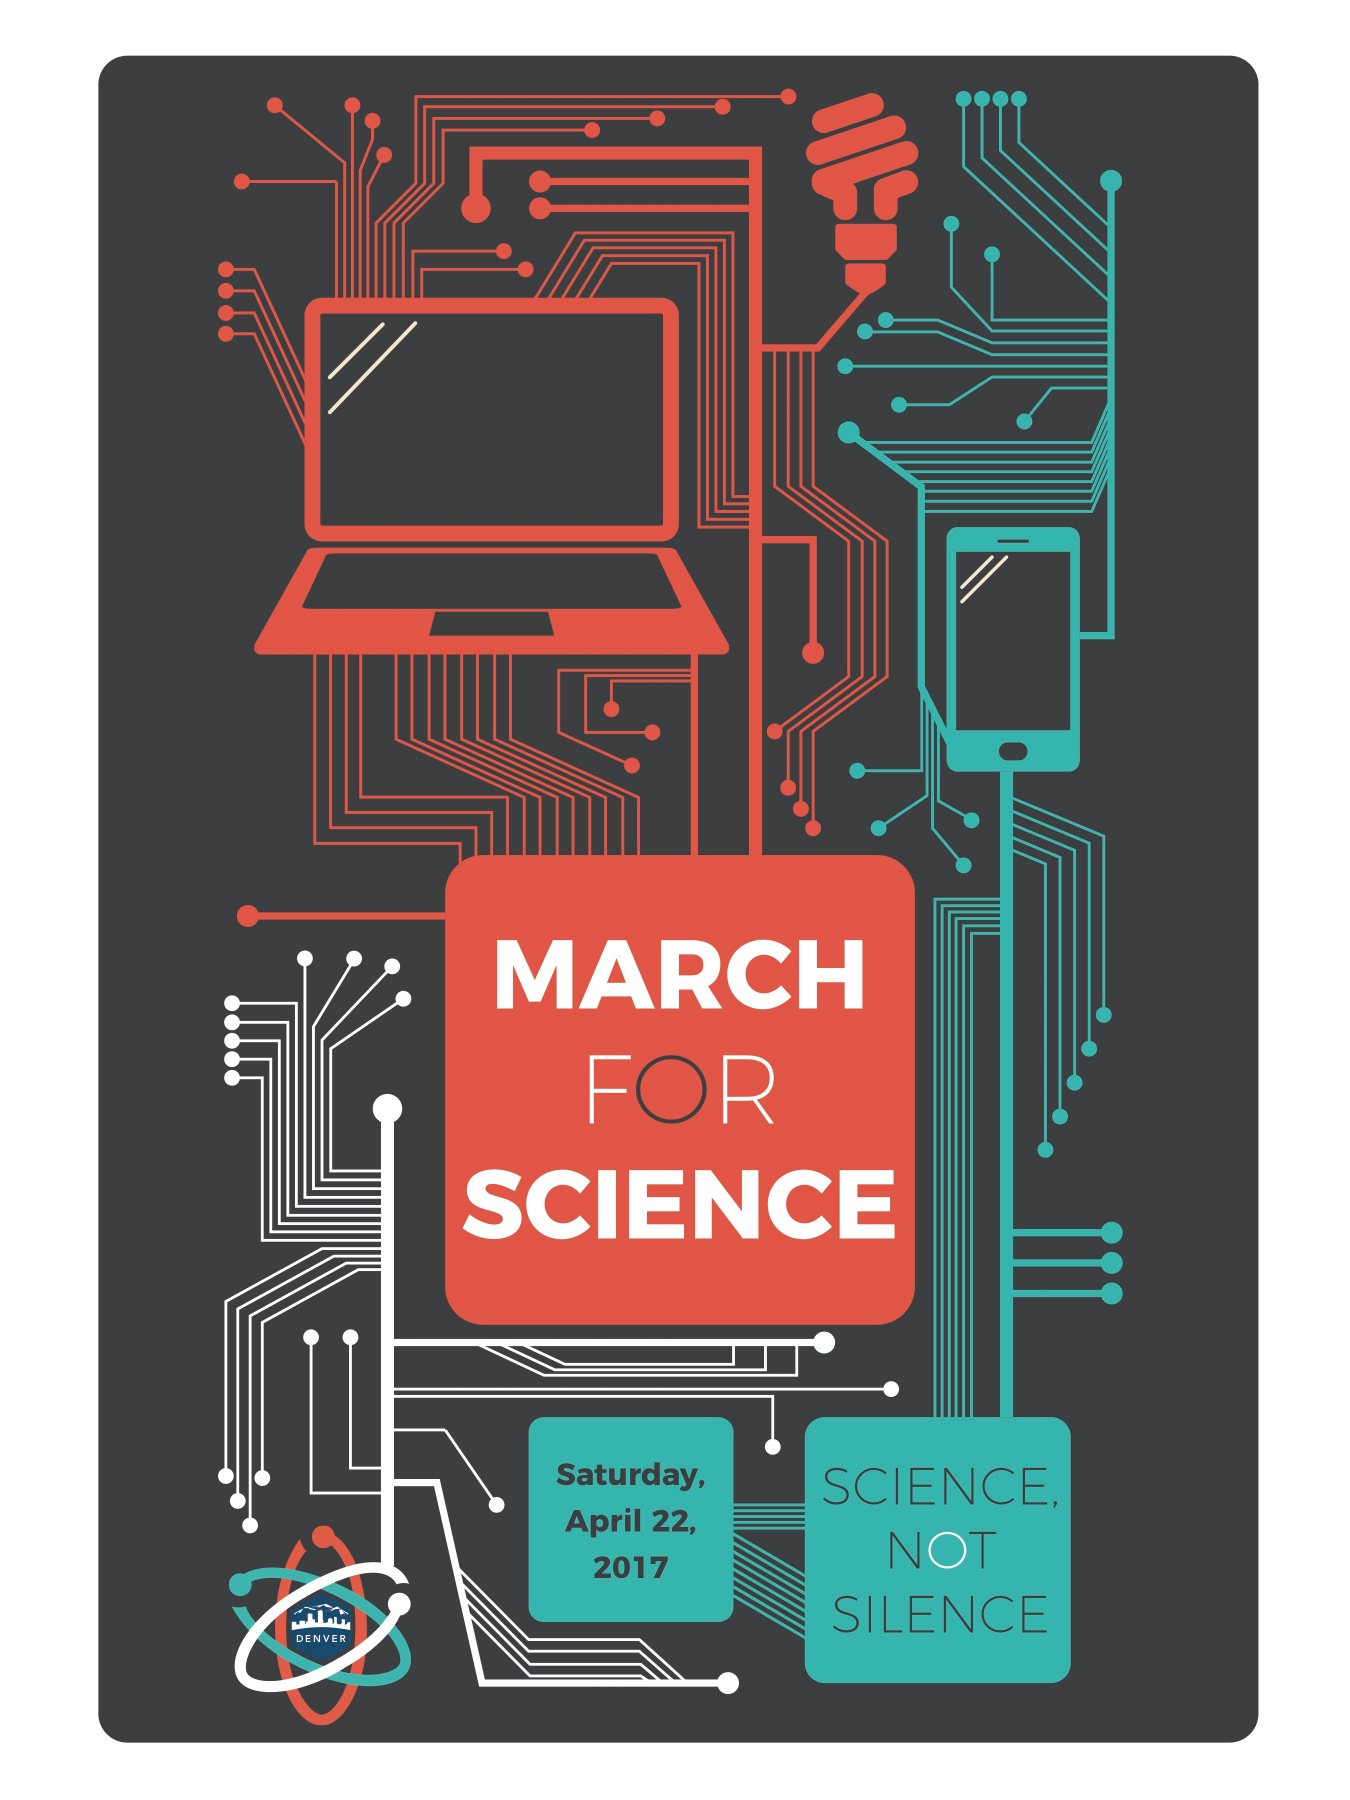 MARCH
FOR
SCIENCE
Saturday,
April 22,
2017
SCIENCE,
NOT
SILENCE
DENVER